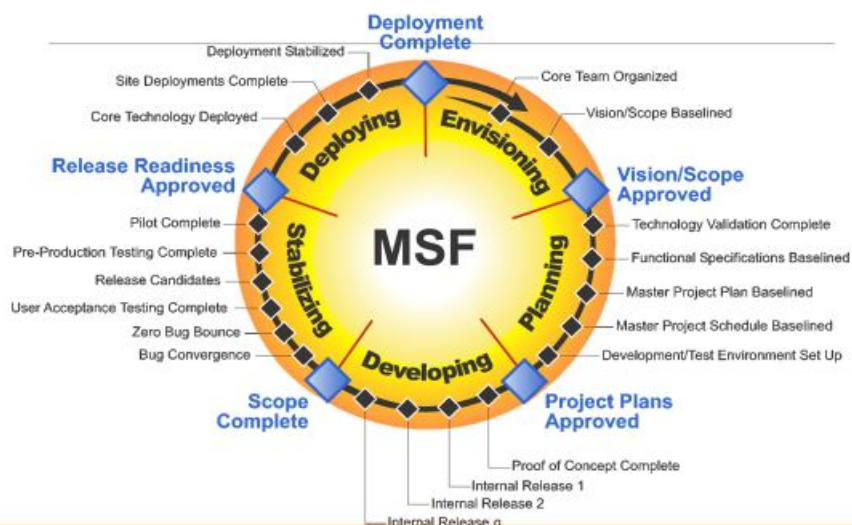 Deployment
Complete
Deployment Stabilized
Core Team Organized
Site Deployments Complete
Vision/Scope Baselined
Core Technology Deployed
Deploying
Envisioning
Release Readiness
Approved
Vision/Scope
Approved
Pilot Complete
Technology Validation Complete
Pre-Production Testing Complete
Functional Specifications Baselined
MSF
Release Candidates
Master Project Plan Baselined
Stabilizing
Planning
User Acceptance Testing Complete
Master Project Schedule Baselined
Zero Bug Bounce
Bug Convergence
Development/Test Environment Set Up
Developing
Scope
Complete
Project Plans
Approved
Proof of Concept Complete
Internal Release 1
Internal Release 2
Internal Release